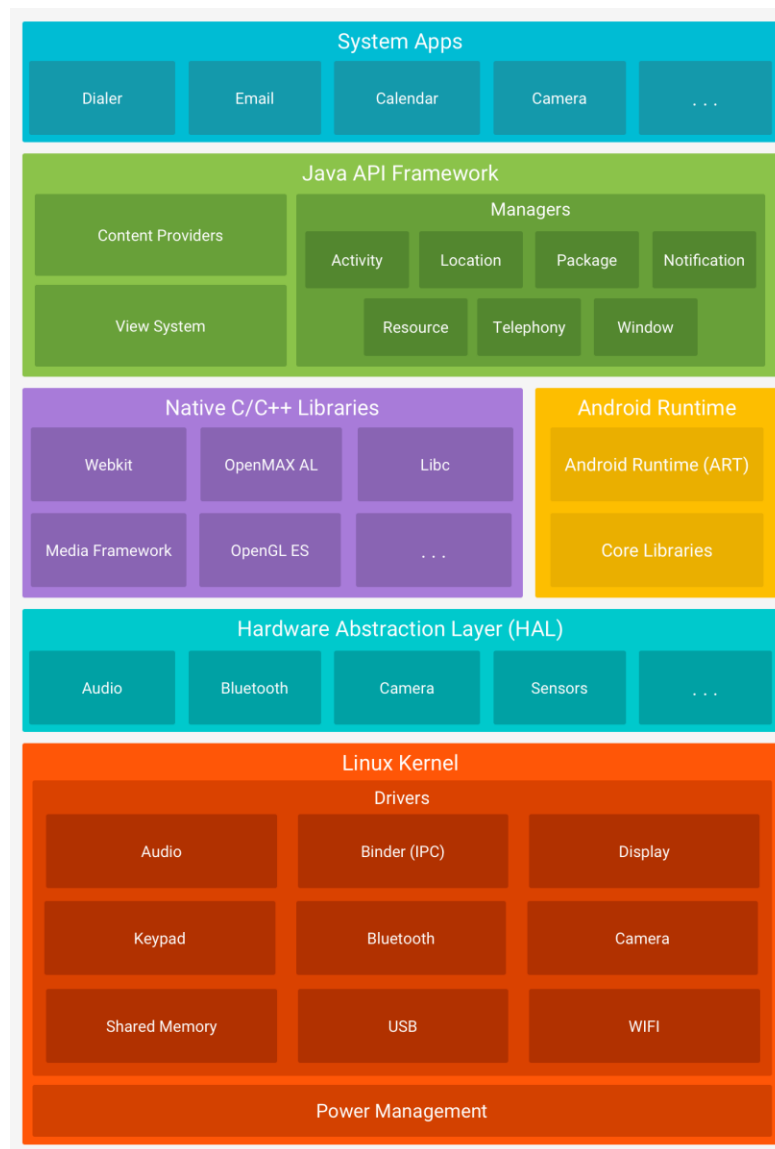 System Apps
Dialer
Email
Calendar
Camera
. . .
Java API Framework
Content Providers
View System
Managers
Activity
Location
Package
Notification
Resource
Telephony
Window
Native C/C++ Libraries
Webkit
OpenMAX AL
Libc
Media Framework
OpenGL ES
. . .
Android Runtime
Android Runtime (ART)
Core Libraries
Hardware Abstraction Layer (HAL)
Audio
Bluetooth
Camera
Sensors
. . .
Linux Kernel
Drivers
Audio
Binder (IPC)
Display
Keypad
Bluetooth
Camera
Shared Memory
USB
WIFI
Power Management